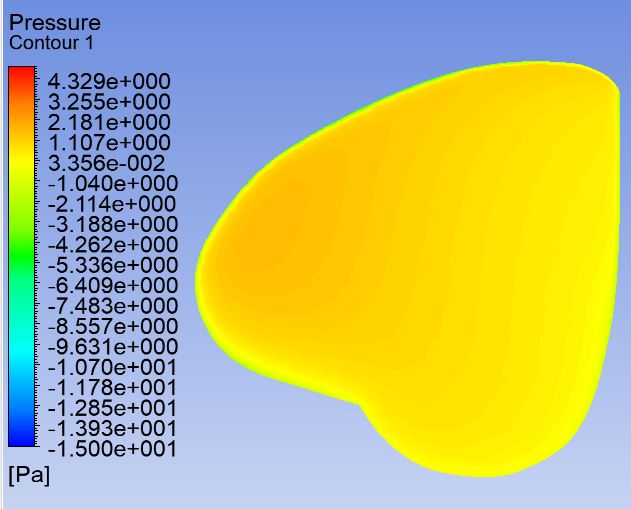 Pressure
Contour 1
4.329e+000
3.255e+000
2.181e+000
1.107e+000
3.356e-002
-1.040e+000
-2.114e+000
-3.188e+000
-4.262e+000
-5.336e+000
-6.409e+000
-7.483e+000
-8.557e+000
-9.631e+000
-1.070e+001
-1.178e+001
-1.285e+001
-1.393e+001
-1.500e+001
[Pa]